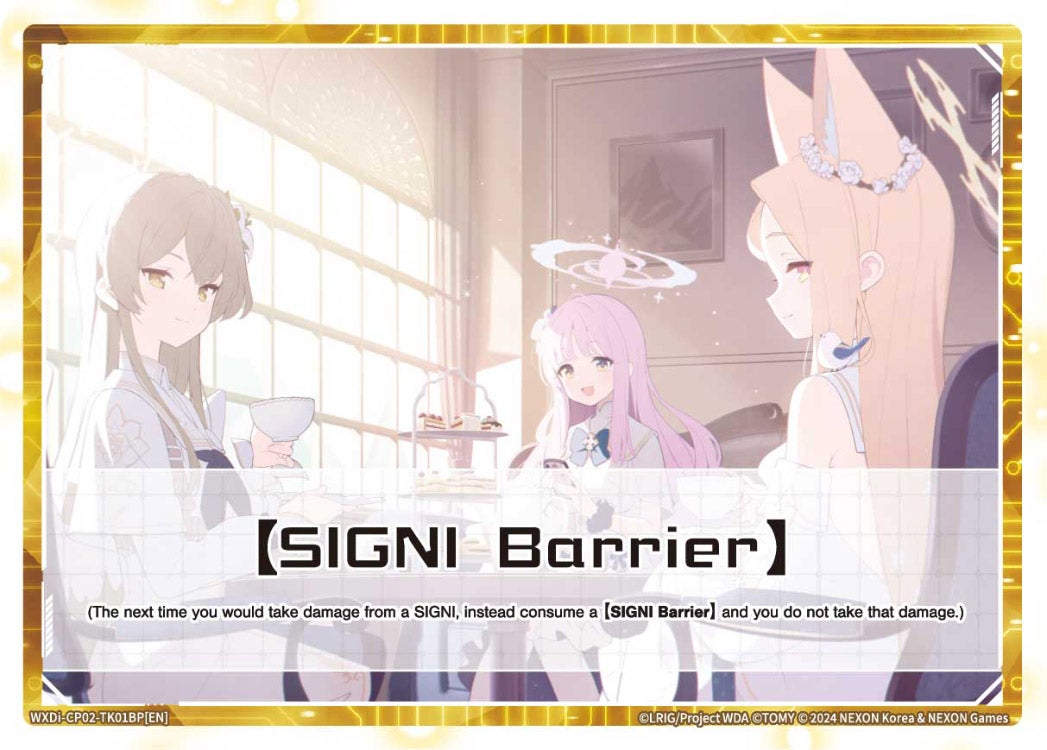 【SIGNI Barrier】
(The next time you would take damage from a SIGNI, instead consume a 【SIGNI Barrier】 and you do not take that damage.)
WXDi-CP02-TK01BP[EN]
©LRIG/Project WDA ©TOMY © 2024 NEXON Korea & NEXON Games